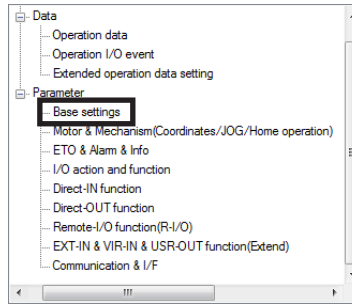 Data
Operation data
Operation I/O event
Extended operation data setting
Parameter
Base settings
Motor & Mechanism(Coordinates/JOG/Home operation)
ETO & Alarm & Info
I/O action and function
Direct-IN function
Direct-OUT function
Remote-I/O function(R-I/O)
EXT-IN & VIR-IN & USR-OUT function(Extend)
Communication & I/F